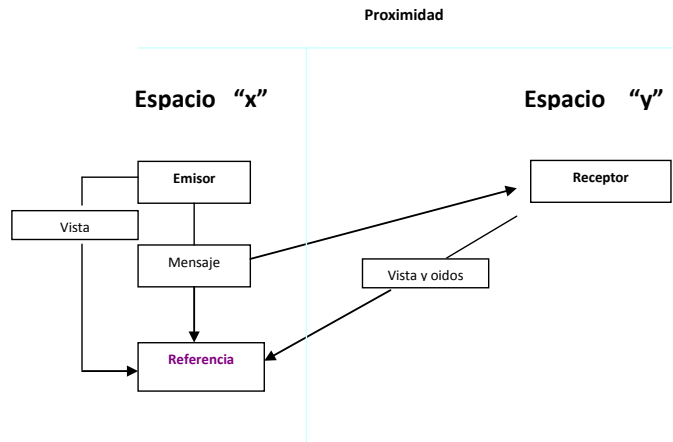 Proximidad
Espacio “x”
Espacio “y”
Emisor
Receptor
Vista
Mensaje
Vista y oidos
Referencia